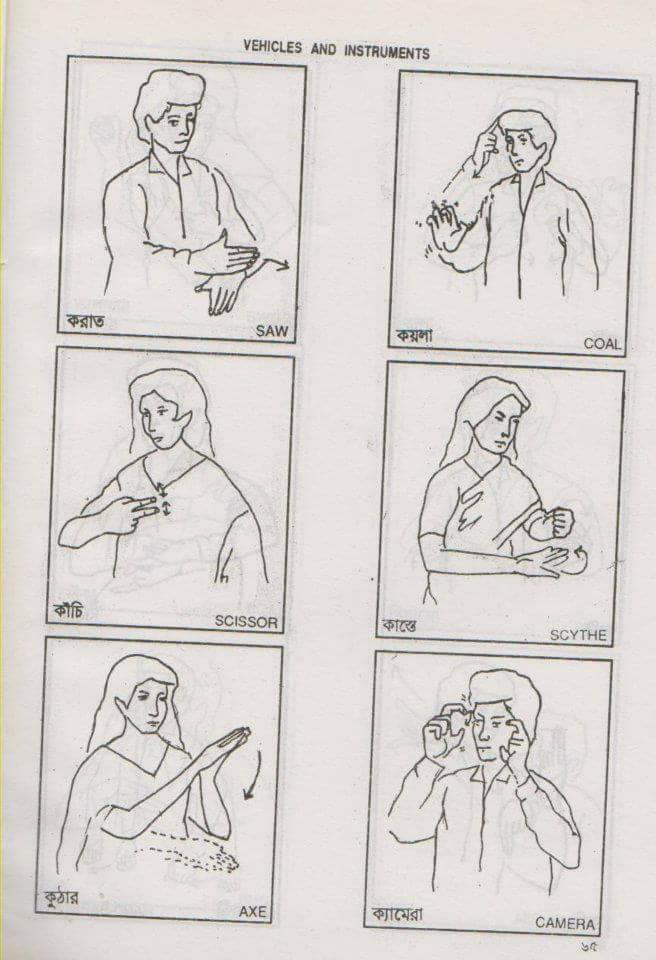 VEHICLES AND INSTRUMENTS
করাত
SAW
কয়লা
COAL
কাঁচি
SCISSOR
কাস্তে
SCYTHE
কুঠার
AXE
ক্যামেরা
CAMERA
৬৫